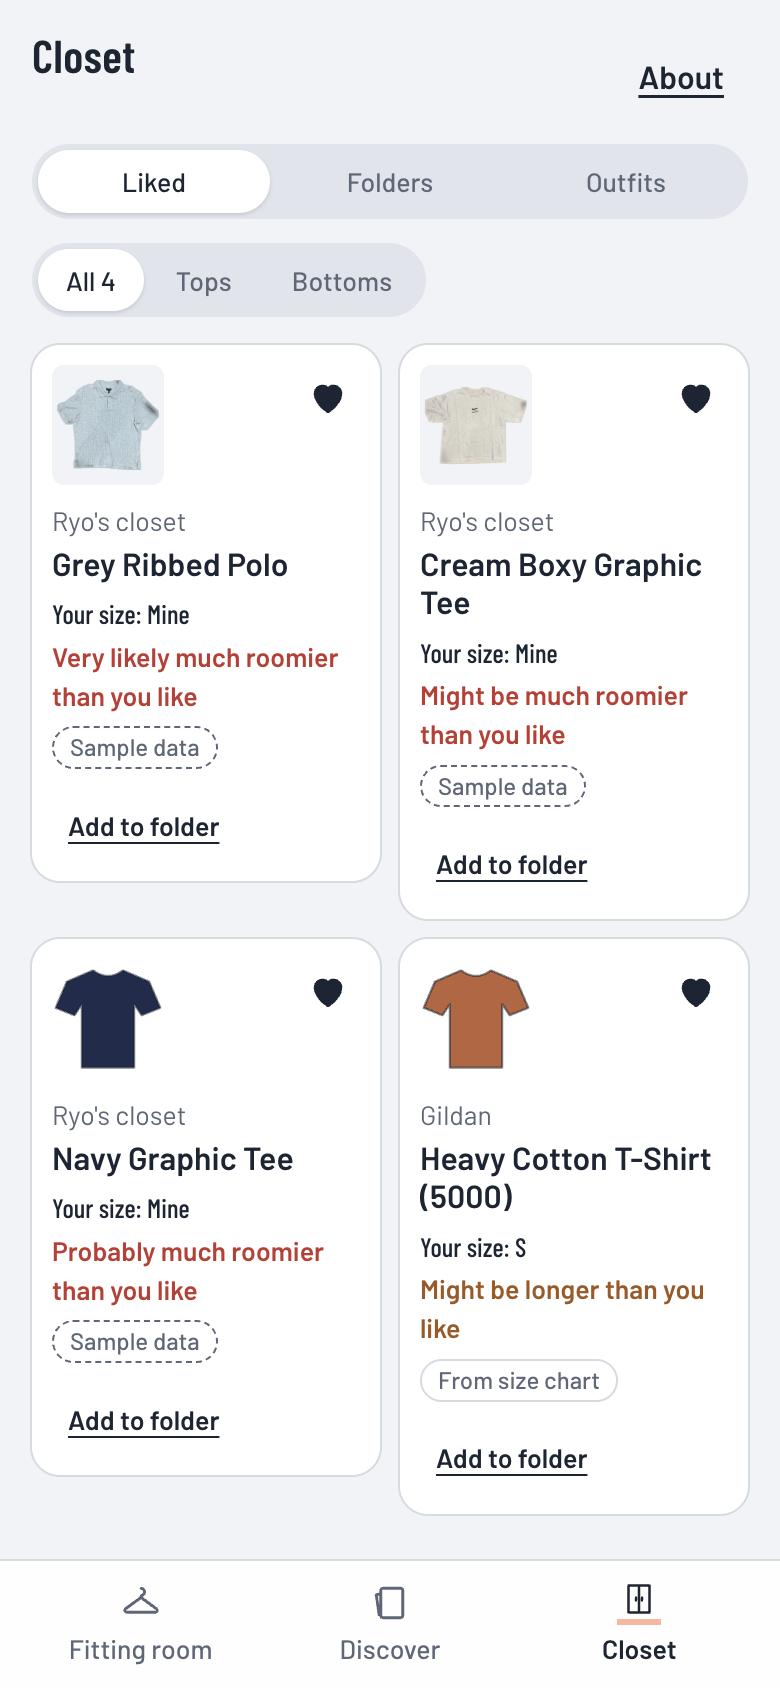 Closet
About
Liked
Folders
Outfits
All 4
Tops
Bottoms
Ryo's closet
Grey Ribbed Polo
Your size: Mine
Very likely much roomier
than you like
Sample data
Add to folder
Ryo's closet
Cream Boxy Graphic
Tee
Your size: Mine
Might be much roomier
than you like
Sample data
Add to folder
Ryo's closet
Navy Graphic Tee
Your size: Mine
Probably much roomier
than you like
Sample data
Add to folder
Gildan
Heavy Cotton T-Shirt
(5000)
Your size: S
Might be longer than you
like
From size chart
Add to folder
Fitting room
Discover
Closet